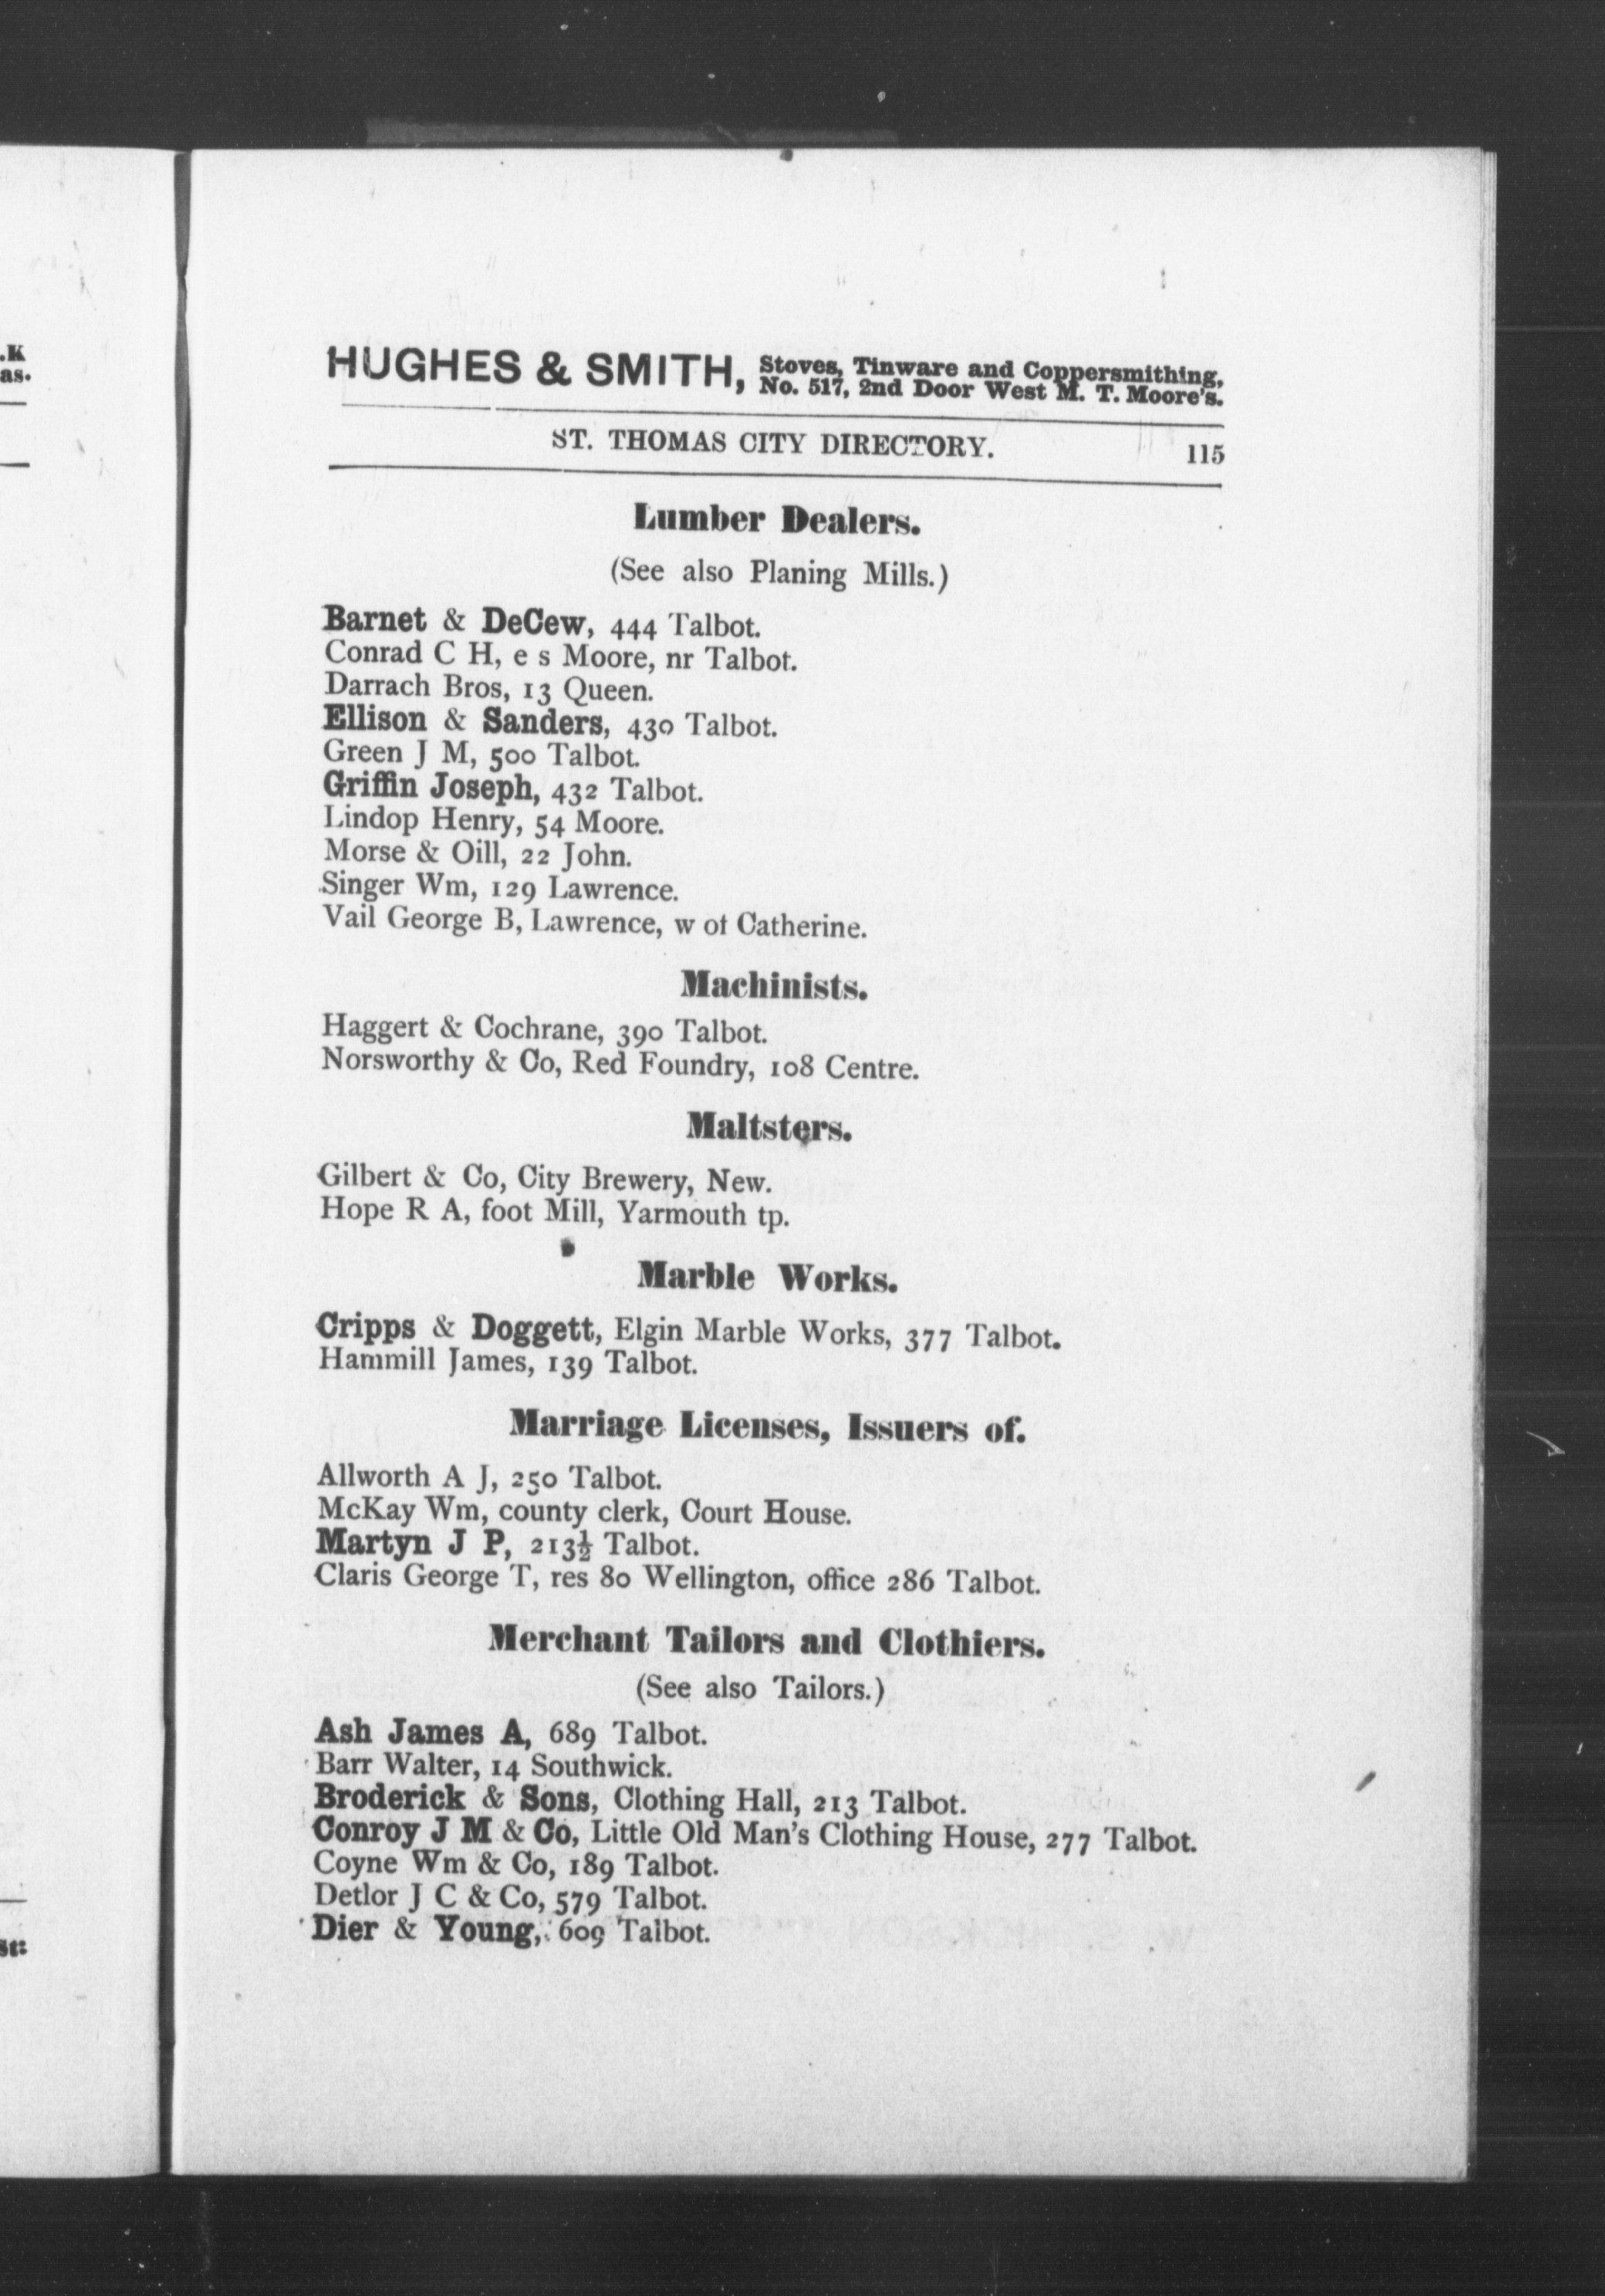 .K
as.
st:
HUGHES & SMITH, Stoves, Tinware and Coppersmithing,
No. 517, 2nd Door West M. T. Moore's.
ST. THOMAS CITY DIRECTORY. 115
Lumber Dealers.
(See also Planing Mills.)
Barnet & DeCew, 444 Talbot.
Conrad C H, e s Moore, nr Talbot.
Darrach Bros, 13 Queen.
Ellison & Sanders, 430 Talbot.
Green J M, 500 Talbot.
Griffin Joseph, 432 Talbot.
Lindop Henry, 54 Moore.
Morse & Oill, 22 John.
Singer Wm, 129 Lawrence.
Vail George B, Lawrence, w of Catherine.
Machinists.
Haggert & Cochrane, 390 Talbot.
Norsworthy & Co, Red Foundry, 108 Centre.
Maltsters.
Gilbert & Co, City Brewery, New.
Hope R A, foot Mill, Yarmouth tp.
Marble Works.
Cripps & Doggett, Elgin Marble Works, 377 Talbot.
Hammill James, 139 Talbot.
Marriage Licenses, Issuers of.
Allworth A J, 250 Talbot.
McKay Wm, county clerk, Court House.
Martyn J P, 213½ Talbot.
Claris George T, res 80 Wellington, office 286 Talbot.
Merchant Tailors and Clothiers.
(See also Tailors.)
Ash James A, 689 Talbot.
Barr Walter, 14 Southwick.
Broderick & Sons, Clothing Hall, 213 Talbot.
Conroy J M & Co, Little Old Man's Clothing House, 277 Talbot.
Coyne Wm & Co, 189 Talbot.
Detlor J C & Co, 579 Talbot.
Dier & Young, 609 Talbot.